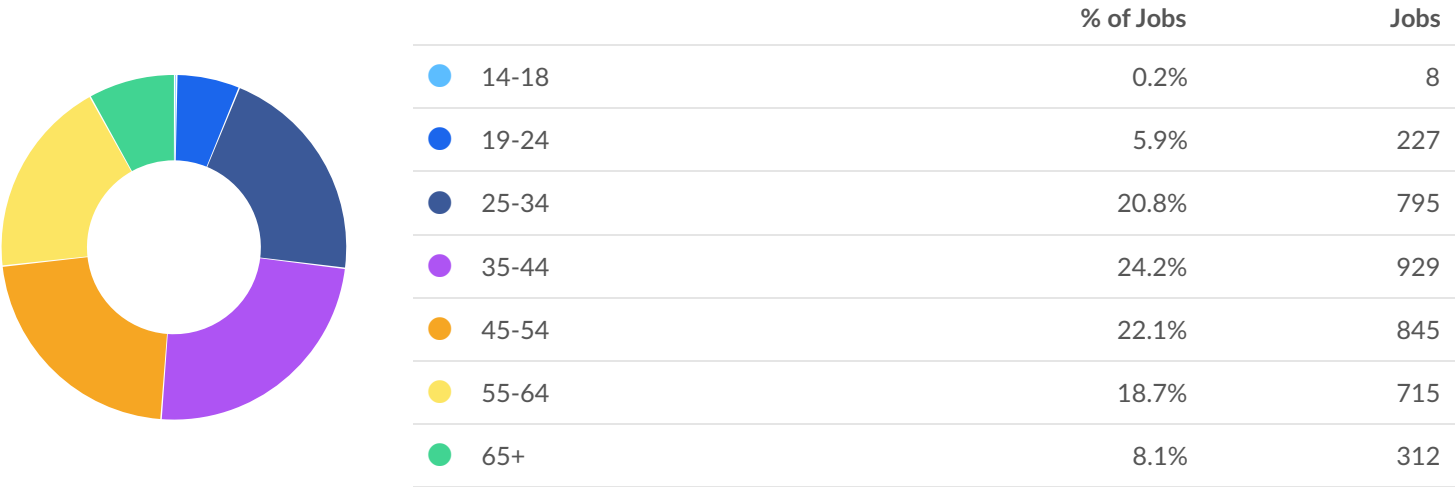 % of Jobs Jobs
14-18 0.2% 8
19-24 5.9% 227
25-34 20.8% 795
35-44 24.2% 929
45-54 22.1% 845
55-64 18.7% 715
65+ 8.1% 312